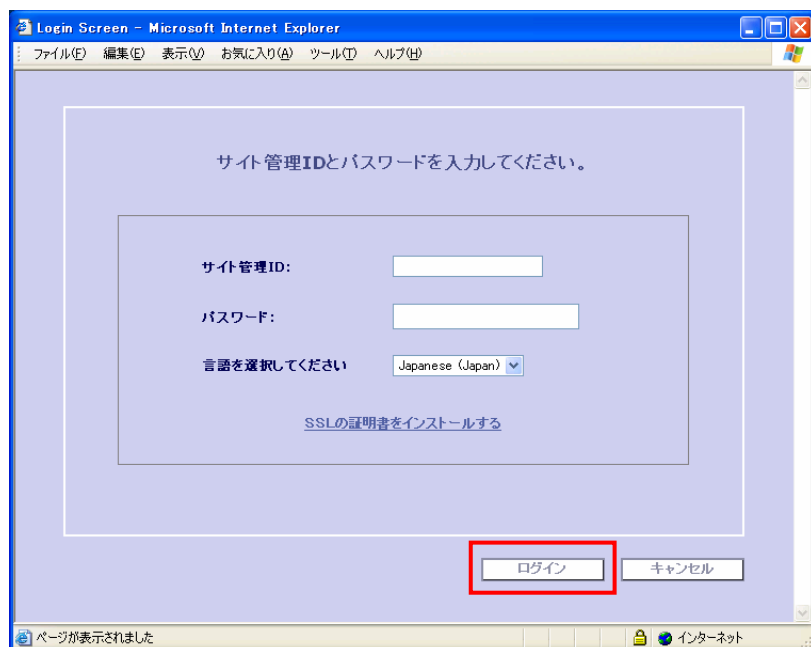 Login Screen - Microsoft Internet Explorer
ファイル(F) 編集(E) 表示(V) お気に入り(A) ツール(T) ヘルプ(H)
サイト管理IDとパスワードを入力してください。
サイト管理ID:
パスワード:
言語を選択してください Japanese (Japan)
SSLの証明書をインストールする
ログイン キャンセル
ページが表示されました インターネット